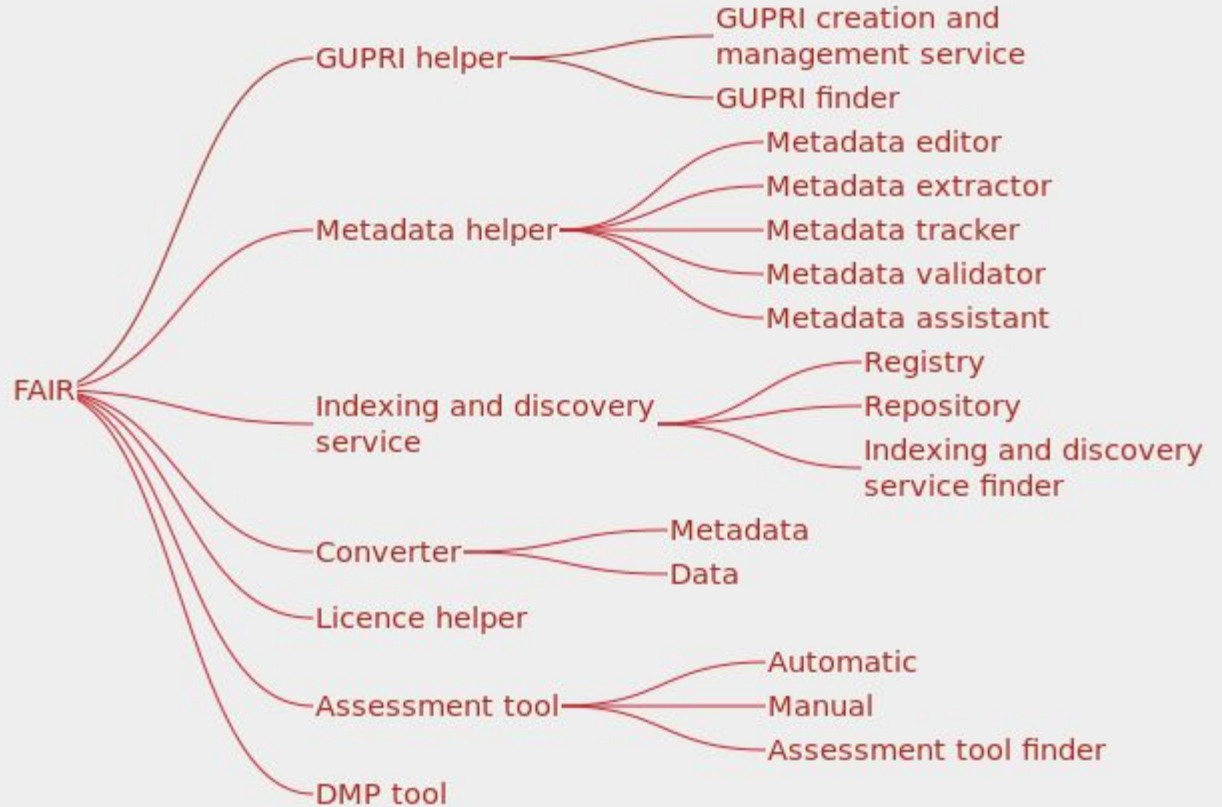 FAIR
GUPRI helper
GUPRI creation and
management service
GUPRI finder
Metadata helper
Metadata editor
Metadata extractor
Metadata tracker
Metadata validator
Metadata assistant
Indexing and discovery
service
Registry
Repository
Indexing and discovery
service finder
Converter
Metadata
Data
Licence helper
Assessment tool
Automatic
Manual
Assessment tool finder
DMP tool